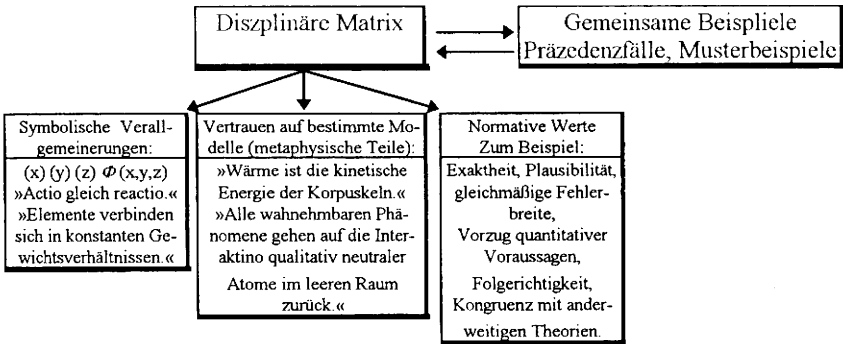 Diszplinäre Matrix
Gemeinsame Beispliele
Präzedenzfälle, Musterbeispiele
Symbolische Verall-
gemeinerungen:
(x) (y) (z) Φ (x,y,z)
»Actio gleich reactio.«
»Elemente verbinden
sich in konstanten Ge-
wichtsverhältnissen.«
Vertrauen auf bestimmte Mo-
delle (metaphysische Teile):
»Wärme ist die kinetische
Energie der Korpuskeln.«
»Alle wahnehmbaren Phä-
nomene gehen auf die Inter-
aktino qualitativ neutraler
Atome im leeren Raum
zurück.«
Normative Werte
Zum Beispiel:
Exaktheit, Plausibilität,
gleichmäßige Fehler-
breite,
Vorzug quantitativer
Voraussagen,
Folgerichtigkeit,
Kongruenz mit ander-
weitigen Theorien.